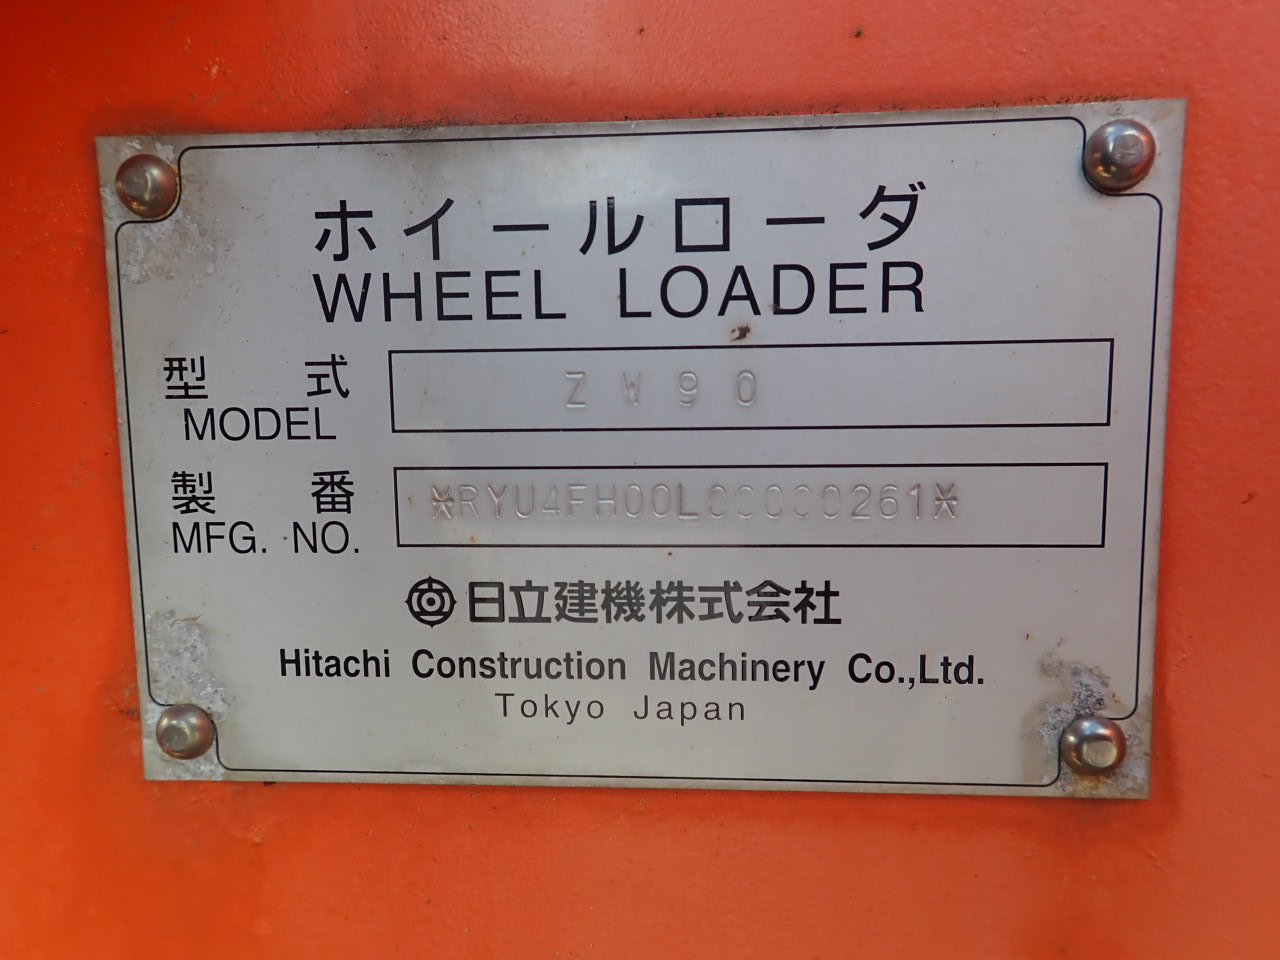 ホイールローダ
WHEEL LOADER
型式 ZW90
MODEL
製番 *RYU4FH00L00000261*
MFG. NO.
日立建機株式会社
Hitachi Construction Machinery Co.,Ltd.
Tokyo Japan